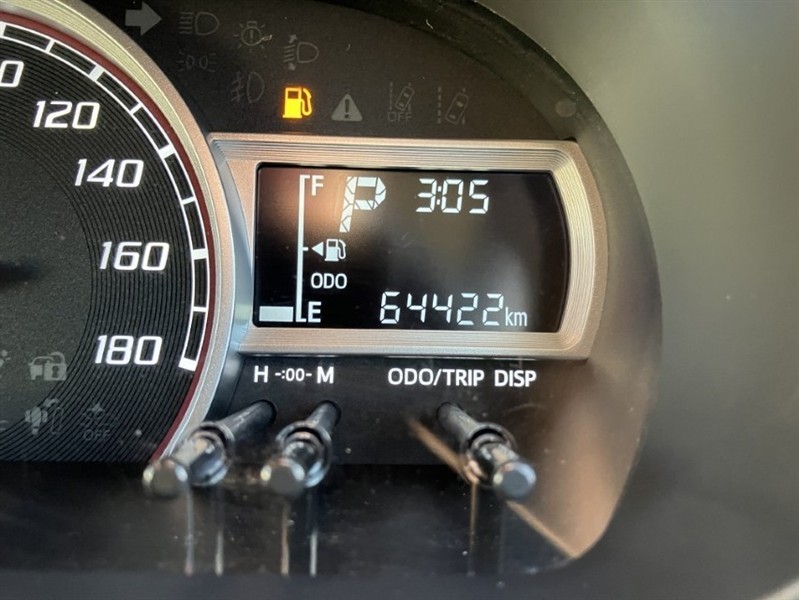 120
140
160
180
OFF
F P 3:05
ODO
E 64422km
H -:00- M ODO/TRIP DISP
OFF